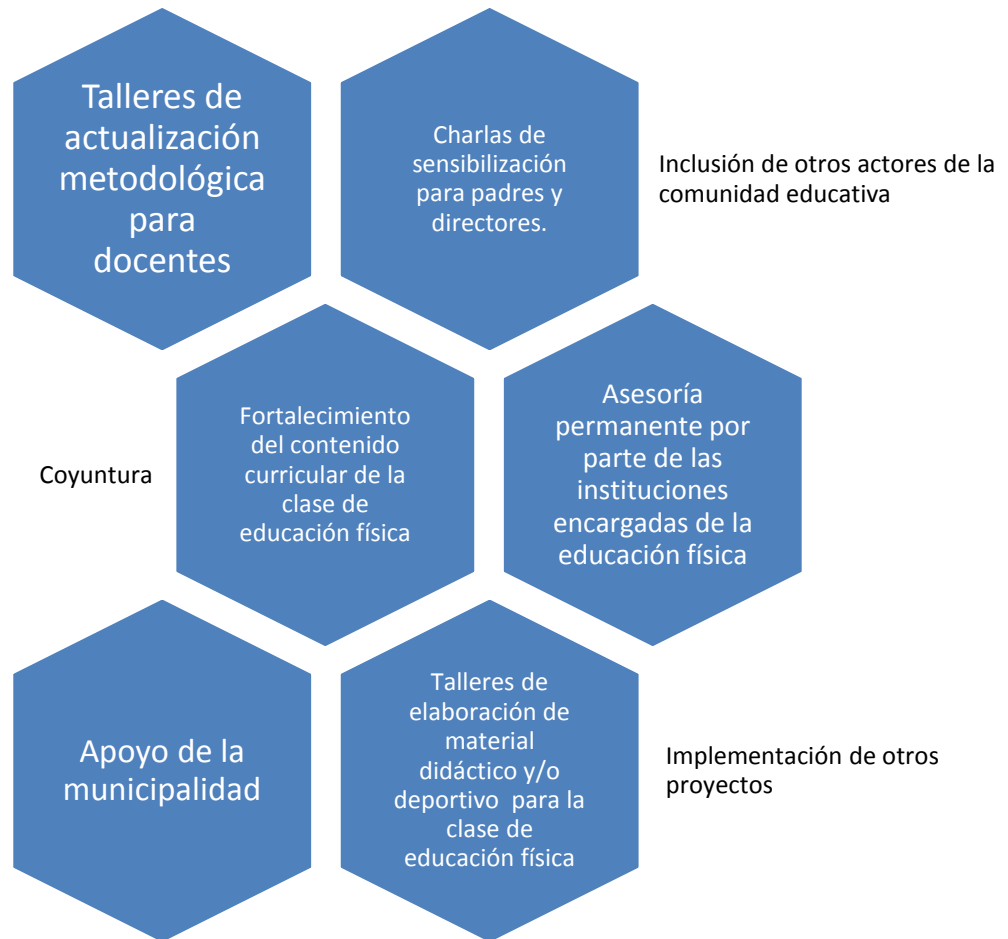 Talleres de
actualización
metodológica
para
docentes
Charlas de
sensibilización
para padres y
directores.
Inclusión de otros actores de la
comunidad educativa
Coyuntura
Fortalecimiento
del contenido
curricular de la
clase de
educación física
Asesoría
permanente por
parte de las
instituciones
encargadas de la
educación física
Apoyo de la
municipalidad
Talleres de
elaboración de
material
didáctico y/o
deportivo para la
clase de
educación física
Implementación de otros
proyectos